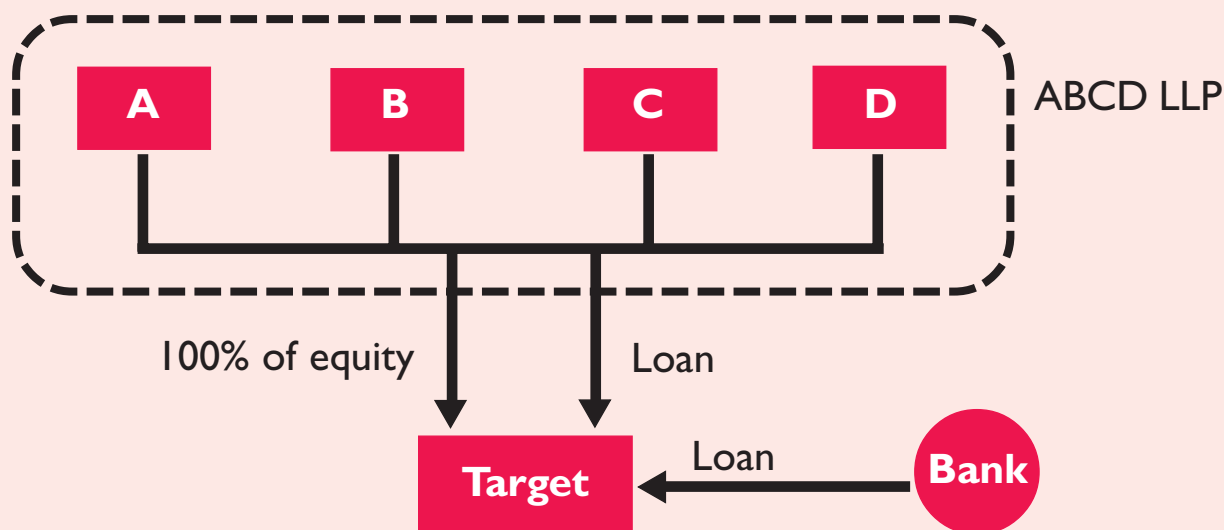 A
B
C
D
ABCD LLP
100% of equity
Loan
Target
Loan
Bank